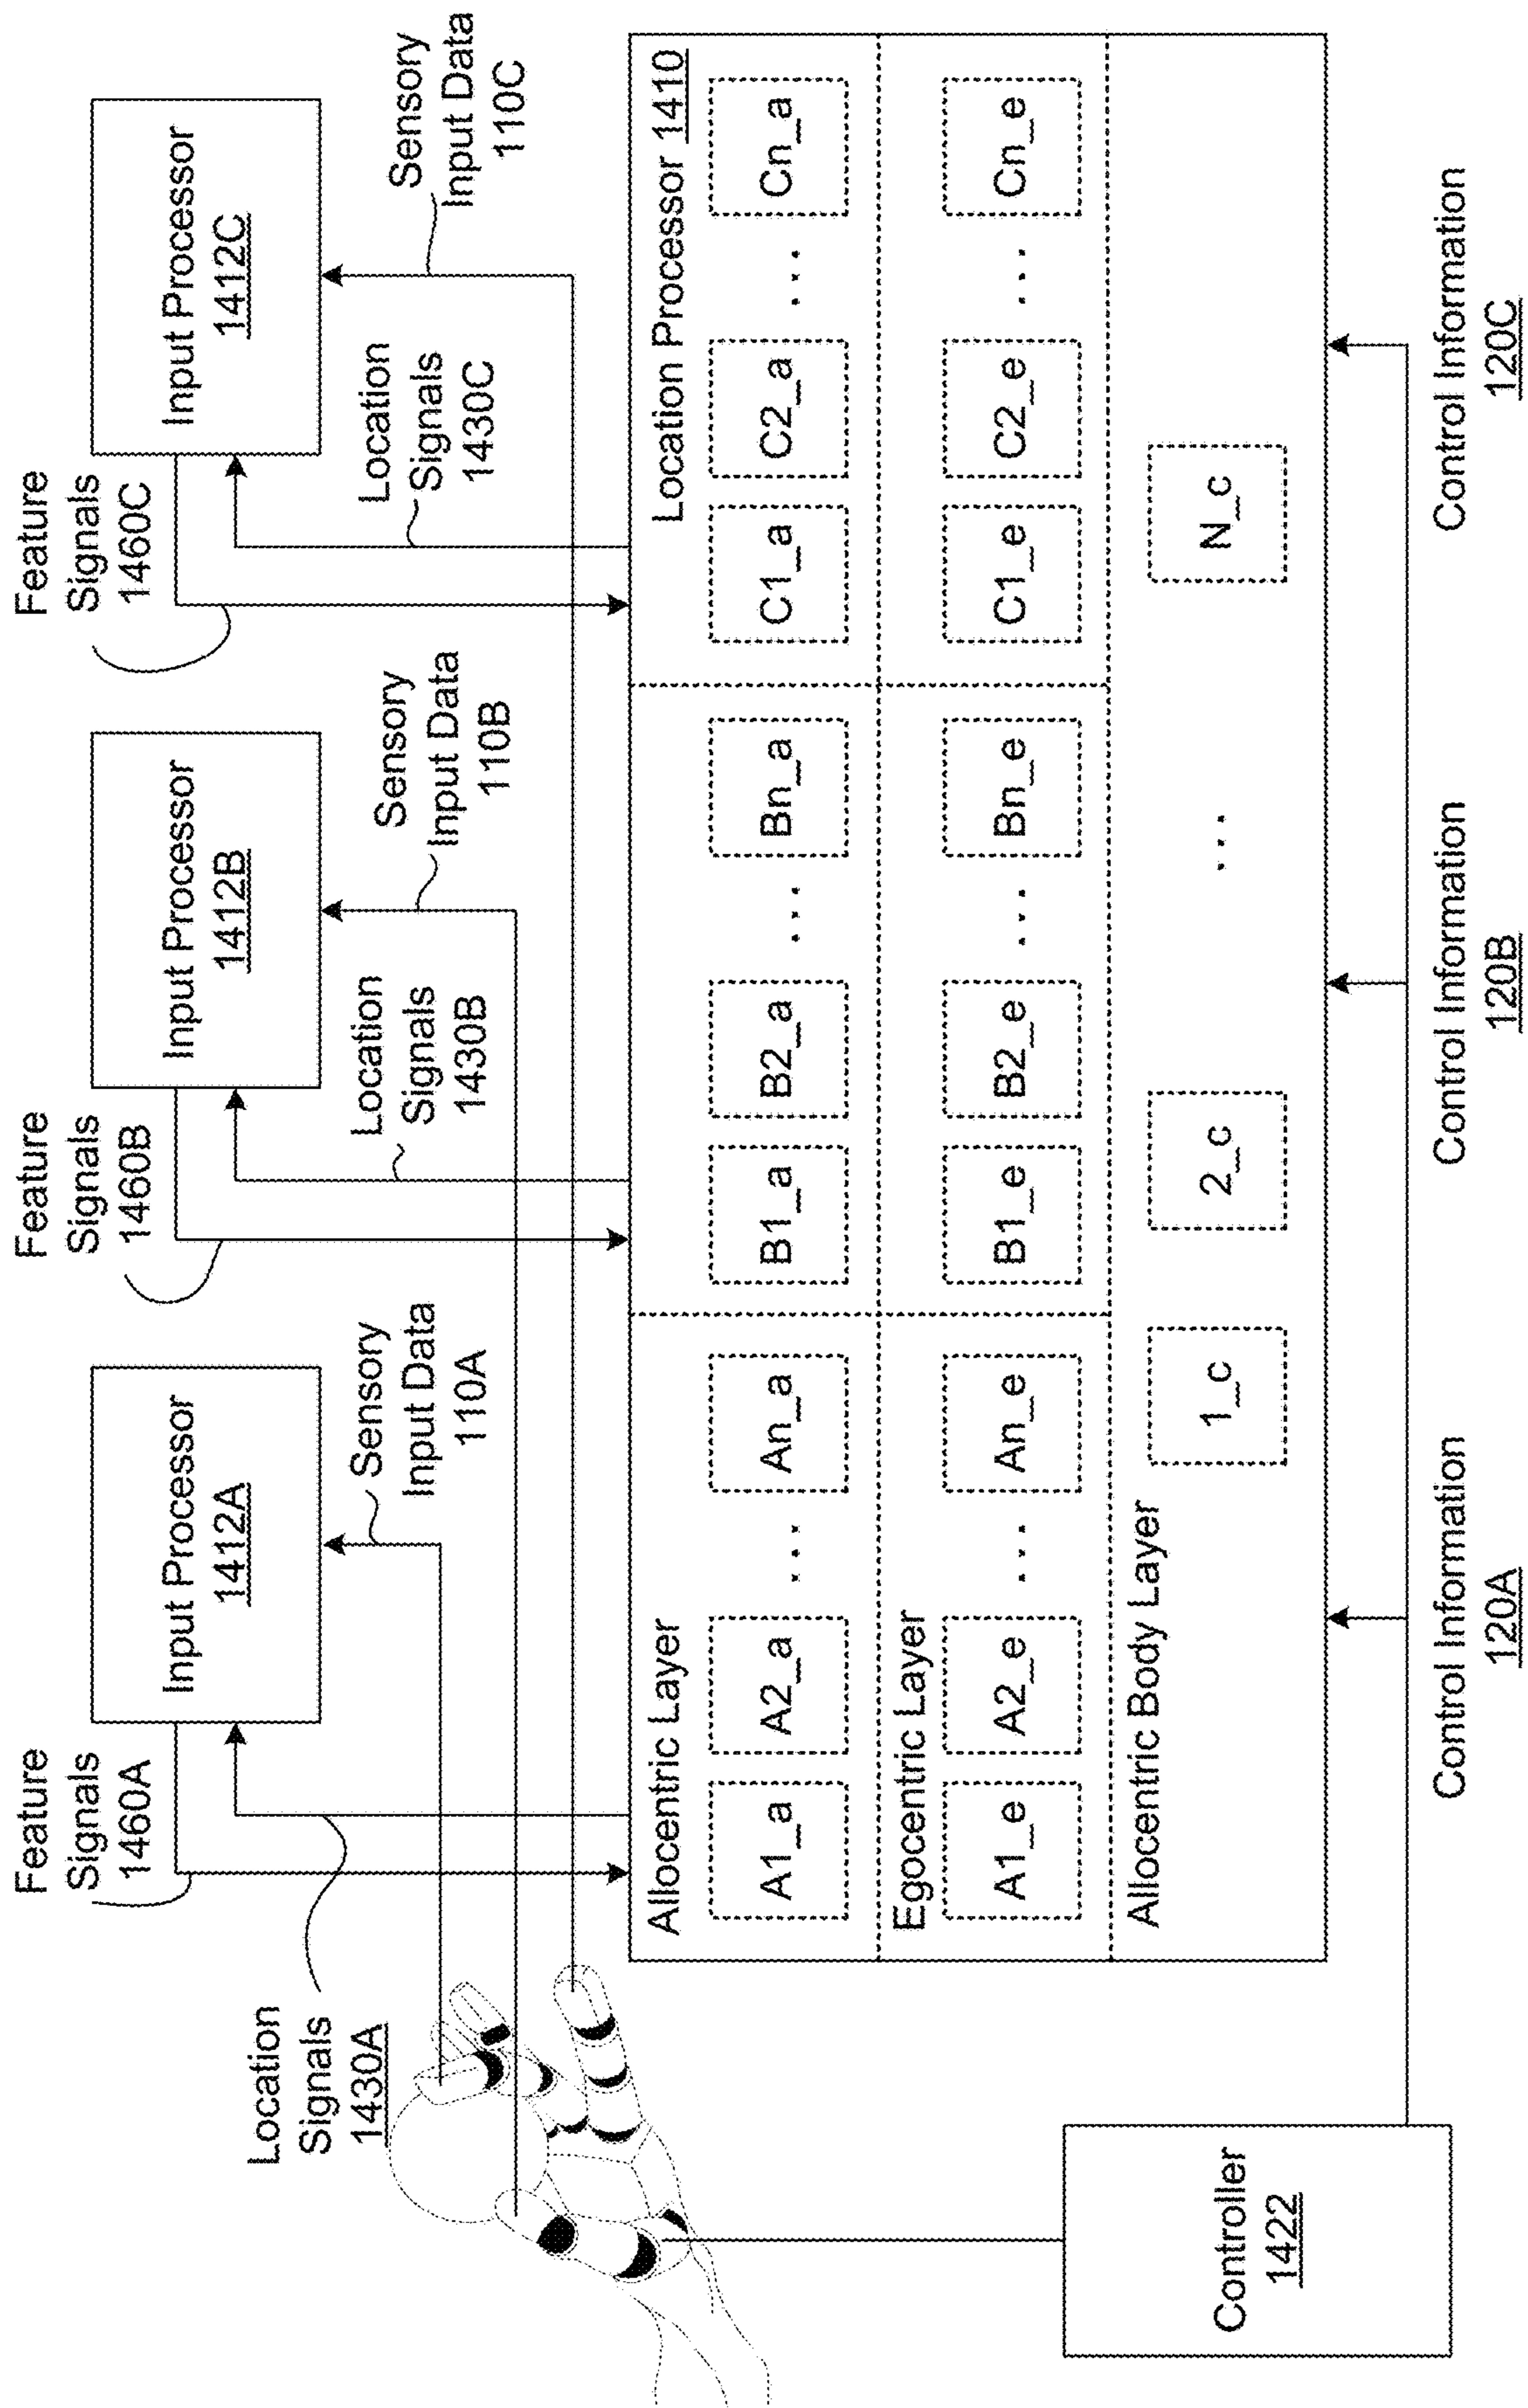 Feature
Signals
1460A
Feature
Signals
1460B
Feature
Signals
1460C
Input Processor
1412A
Input Processor
1412B
Input Processor
1412C
Location
Signals
1430A
Sensory
Input Data
110A
Location
Signals
1430B
Sensory
Input Data
110B
Location
Signals
1430C
Sensory
Input Data
110C
Allocentric Layer
Location Processor 1410
A1_a A2_a ... An_a B1_a B2_a ... Bn_a C1_a C2_a ... Cn_a
Egocentric Layer
A1_e A2_e ... An_e B1_e B2_e ... Bn_e C1_e C2_e ... Cn_e
Allocentric Body Layer
1_c 2_c ... N_c
Controller
1422
Control Information
120A
Control Information
120B
Control Information
120C